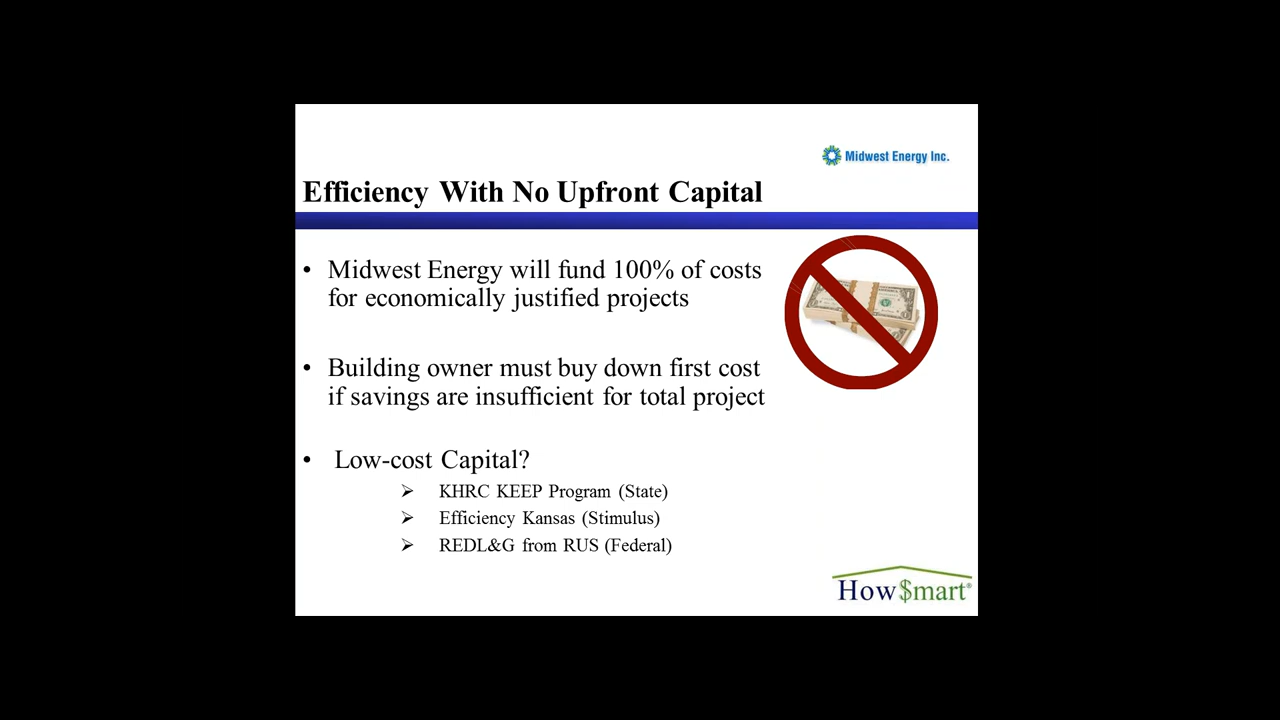 Midwest Energy Inc.
Efficiency With No Upfront Capital
• Midwest Energy will fund 100% of costs
for economically justified projects
• Building owner must buy down first cost
if savings are insufficient for total project
• Low-cost Capital?
➢ KHRC KEEP Program (State)
➢ Efficiency Kansas (Stimulus)
➢ REDL&G from RUS (Federal)
How$mart®